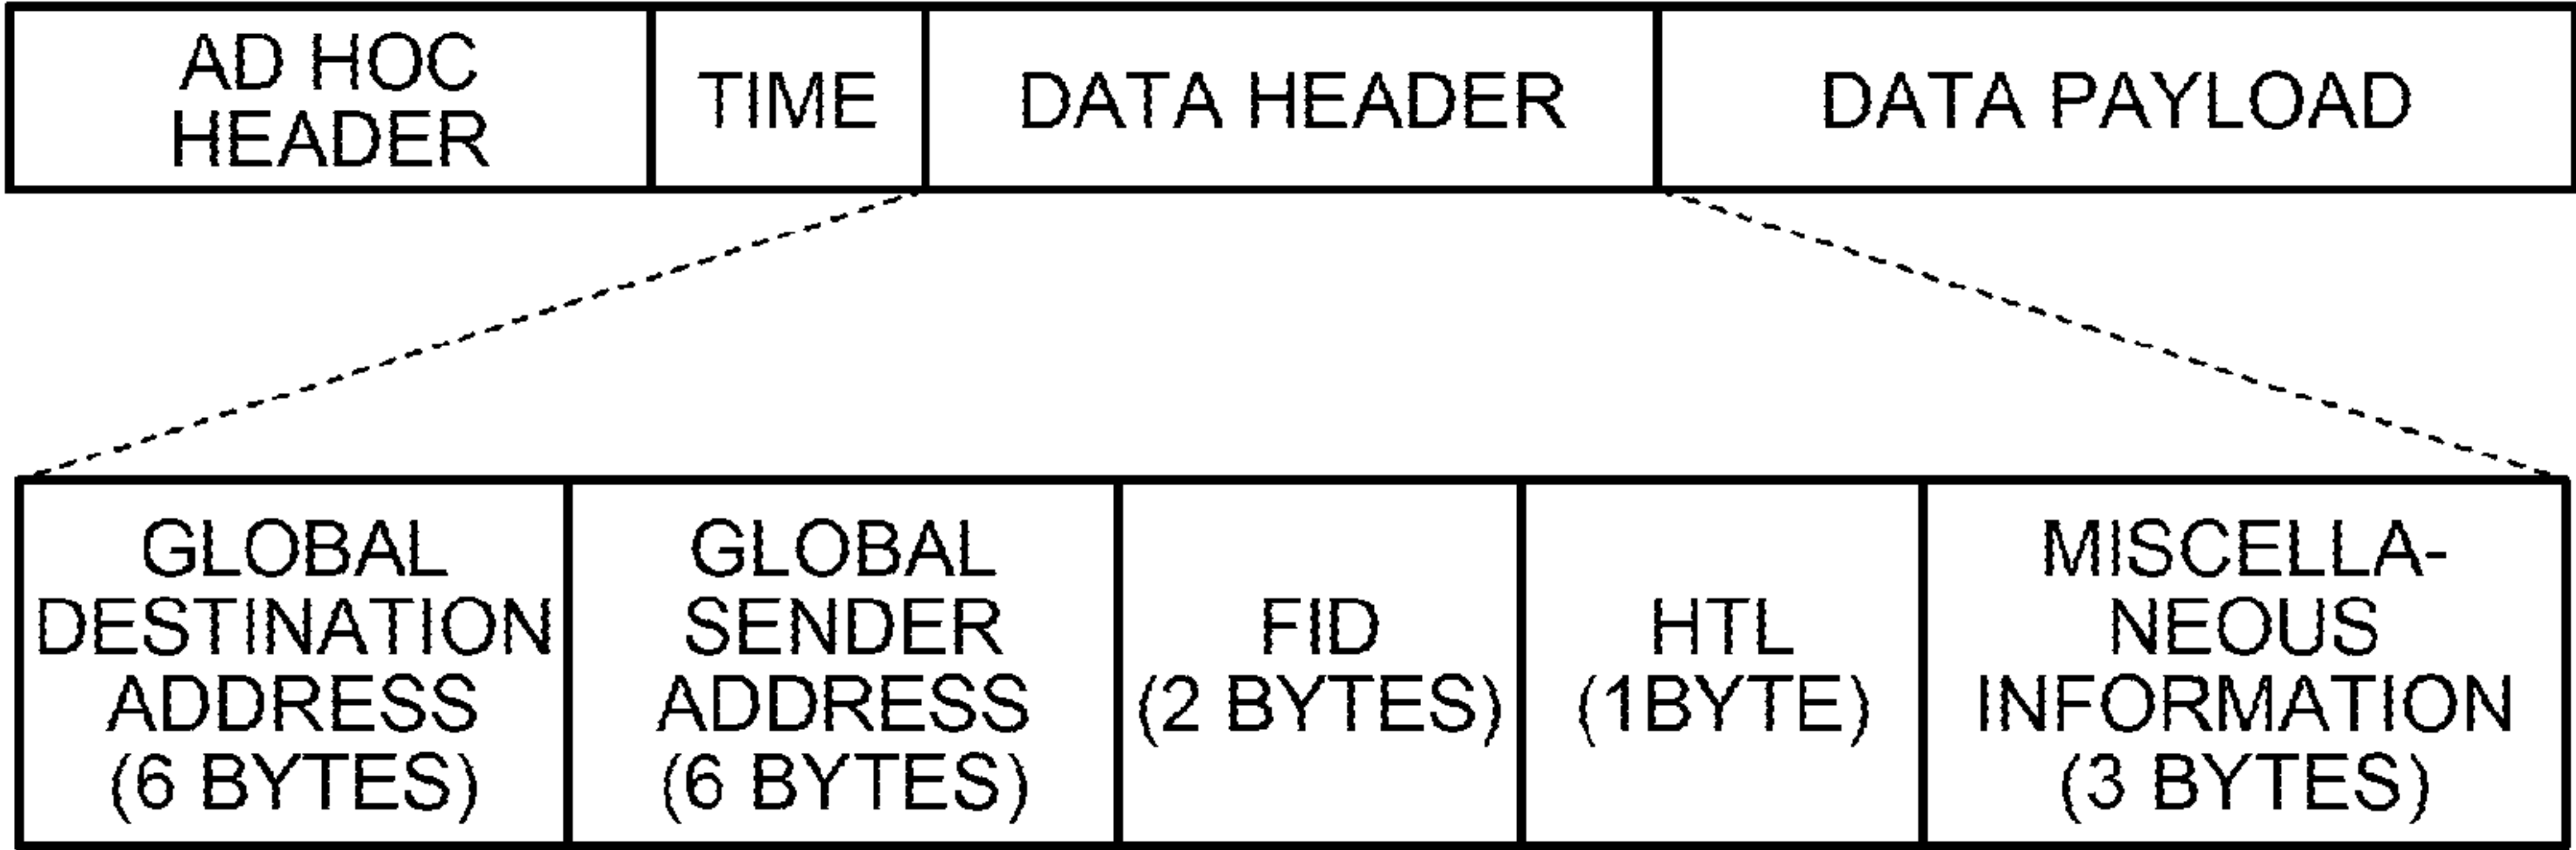 AD HOC
HEADER
TIME
DATA HEADER
DATA PAYLOAD
GLOBAL
DESTINATION
ADDRESS
(6 BYTES)
GLOBAL
SENDER
ADDRESS
(6 BYTES)
FID
(2 BYTES)
HTL
(1BYTE)
MISCELLA-
NEOUS
INFORMATION
(3 BYTES)